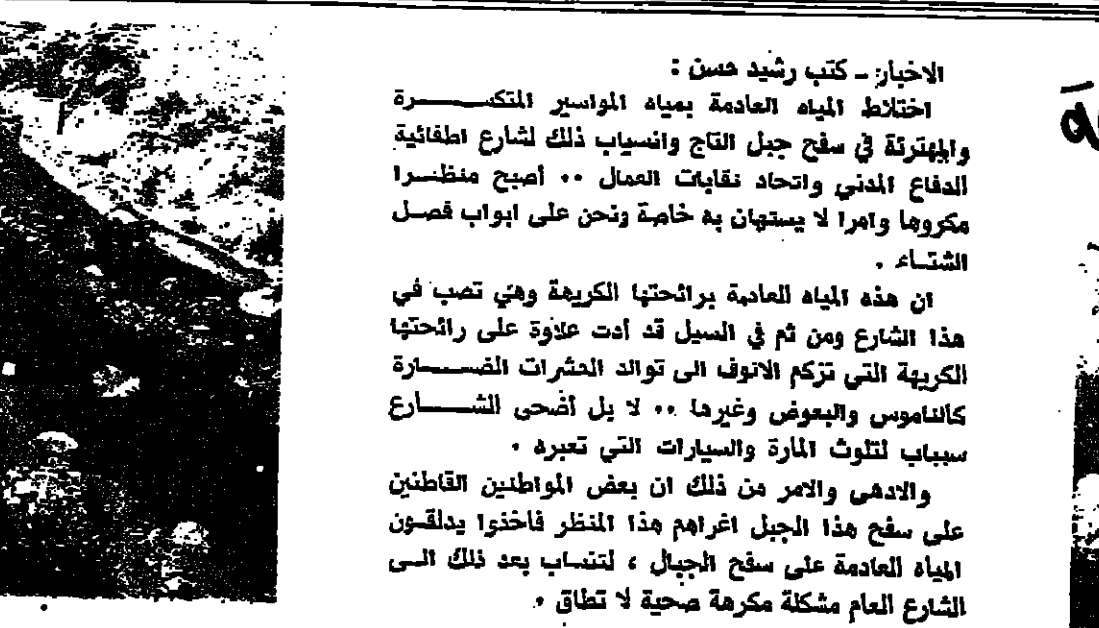 الاخبار - كتب رشيد حسن :
اختلاط المياه العادمة بمياه المواسير المتكسرة
والمهترئة في سفح جبل التاج وانسياب ذلك لشارع اطفائية
الدفاع المدني واتحاد نقابات العمال .. أصبح منظرا
مكروها وامرا لا يستهان به خاصة ونحن على ابواب فصل
الشتاء .
ان هذه المياه العادمة برائحتها الكريهة وهي تصب في
هذا الشارع ومن ثم في السيل قد أدت علاوة على رائحتها
الكريهة التي تزكم الانوف الى توالد الحشرات الضارة
كالناموس والبعوض وغيرها .. لا بل أضحى الشارع
سبباب لتلوث المارة والسيارات التي تعبره .
والادهى والامر من ذلك ان بعض المواطنين القاطنين
على سفح هذا الجبل اغراهم هذا المنظر فاخذوا يدلقون
المياه العادمة على سفح الجبال ، لتنساب بعد ذلك الى
الشارع العام مشكلة مكرهة صحية لا تطاق .